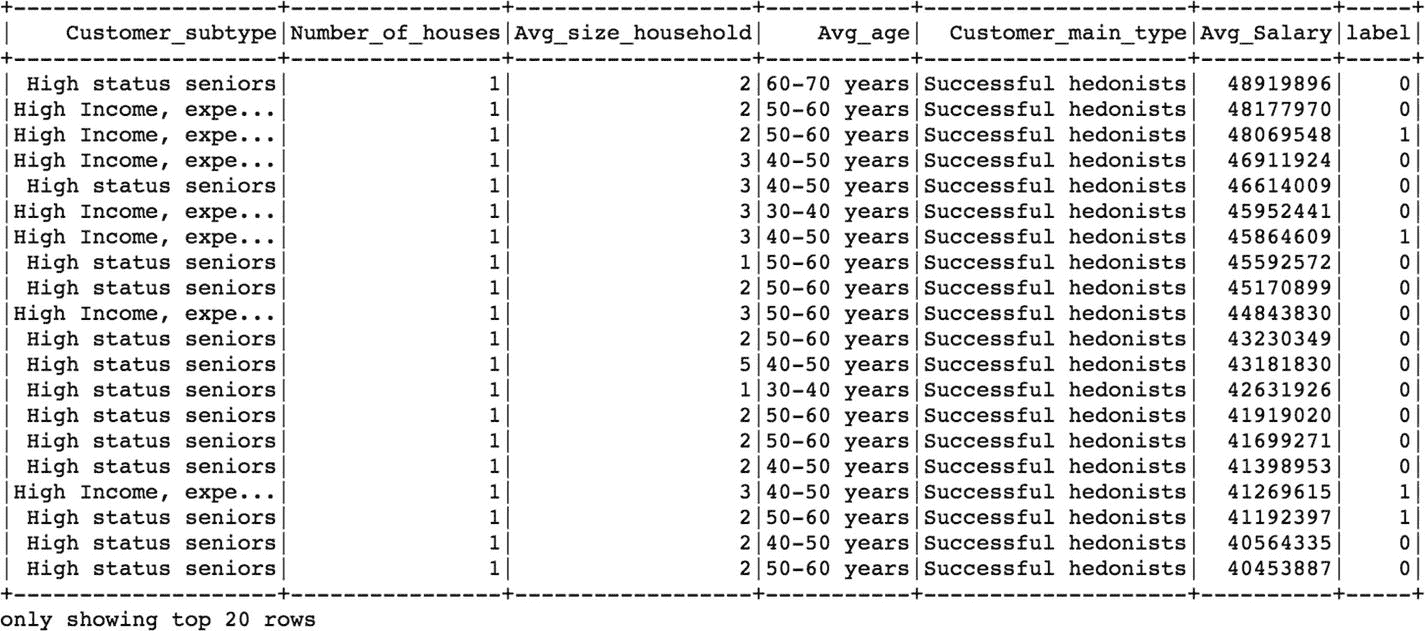 +--------------------+----------------+------------------+-----------+--------------------+----------+-----+
|    Customer_subtype|Number_of_houses|Avg_size_household|    Avg_age|  Customer_main_type|Avg_Salary|label|
+--------------------+----------------+------------------+-----------+--------------------+----------+-----+
| High status seniors|               1|                 2|60-70 years|Successful hedonists|  48919896|    0|
|High Income, expe...|               1|                 2|50-60 years|Successful hedonists|  48177970|    0|
|High Income, expe...|               1|                 2|50-60 years|Successful hedonists|  48069548|    1|
|High Income, expe...|               1|                 3|40-50 years|Successful hedonists|  46911924|    0|
| High status seniors|               1|                 3|40-50 years|Successful hedonists|  46614009|    0|
|High Income, expe...|               1|                 3|30-40 years|Successful hedonists|  45952441|    0|
|High Income, expe...|               1|                 3|40-50 years|Successful hedonists|  45864609|    1|
| High status seniors|               1|                 1|50-60 years|Successful hedonists|  45592572|    0|
| High status seniors|               1|                 2|50-60 years|Successful hedonists|  45170899|    0|
|High Income, expe...|               1|                 3|50-60 years|Successful hedonists|  44843830|    0|
| High status seniors|               1|                 2|50-60 years|Successful hedonists|  43230349|    0|
| High status seniors|               1|                 5|40-50 years|Successful hedonists|  43181830|    0|
| High status seniors|               1|                 1|30-40 years|Successful hedonists|  42631926|    0|
| High status seniors|               1|                 2|50-60 years|Successful hedonists|  41919020|    0|
| High status seniors|               1|                 2|50-60 years|Successful hedonists|  41699271|    0|
| High status seniors|               1|                 2|40-50 years|Successful hedonists|  41398953|    0|
|High Income, expe...|               1|                 3|40-50 years|Successful hedonists|  41269615|    1|
| High status seniors|               1|                 2|50-60 years|Successful hedonists|  41192397|    1|
| High status seniors|               1|                 2|40-50 years|Successful hedonists|  40564335|    0|
| High status seniors|               1|                 2|50-60 years|Successful hedonists|  40453887|    0|
+--------------------+----------------+------------------+-----------+--------------------+----------+-----+
only showing top 20 rows